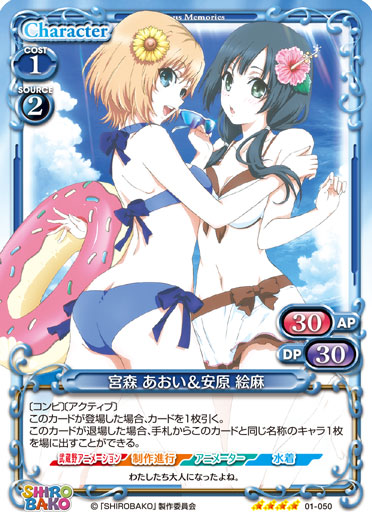 us Memories
Character
COST
1
SOURCE
2
30 AP
DP 30
宮森 あおい&安原 絵麻
[コンビ][アクティブ]
このカードが登場した場合、カードを1枚引く。
このカードが退場した場合、手札からこのカードと同じ名称のキャラ1枚
を場に出すことができる。
武蔵野アニメーション 制作進行 アニメーター 水着
わたしたち大人になったよね。
SHIROBAKO
©「SHIROBAKO」製作委員会
01-050